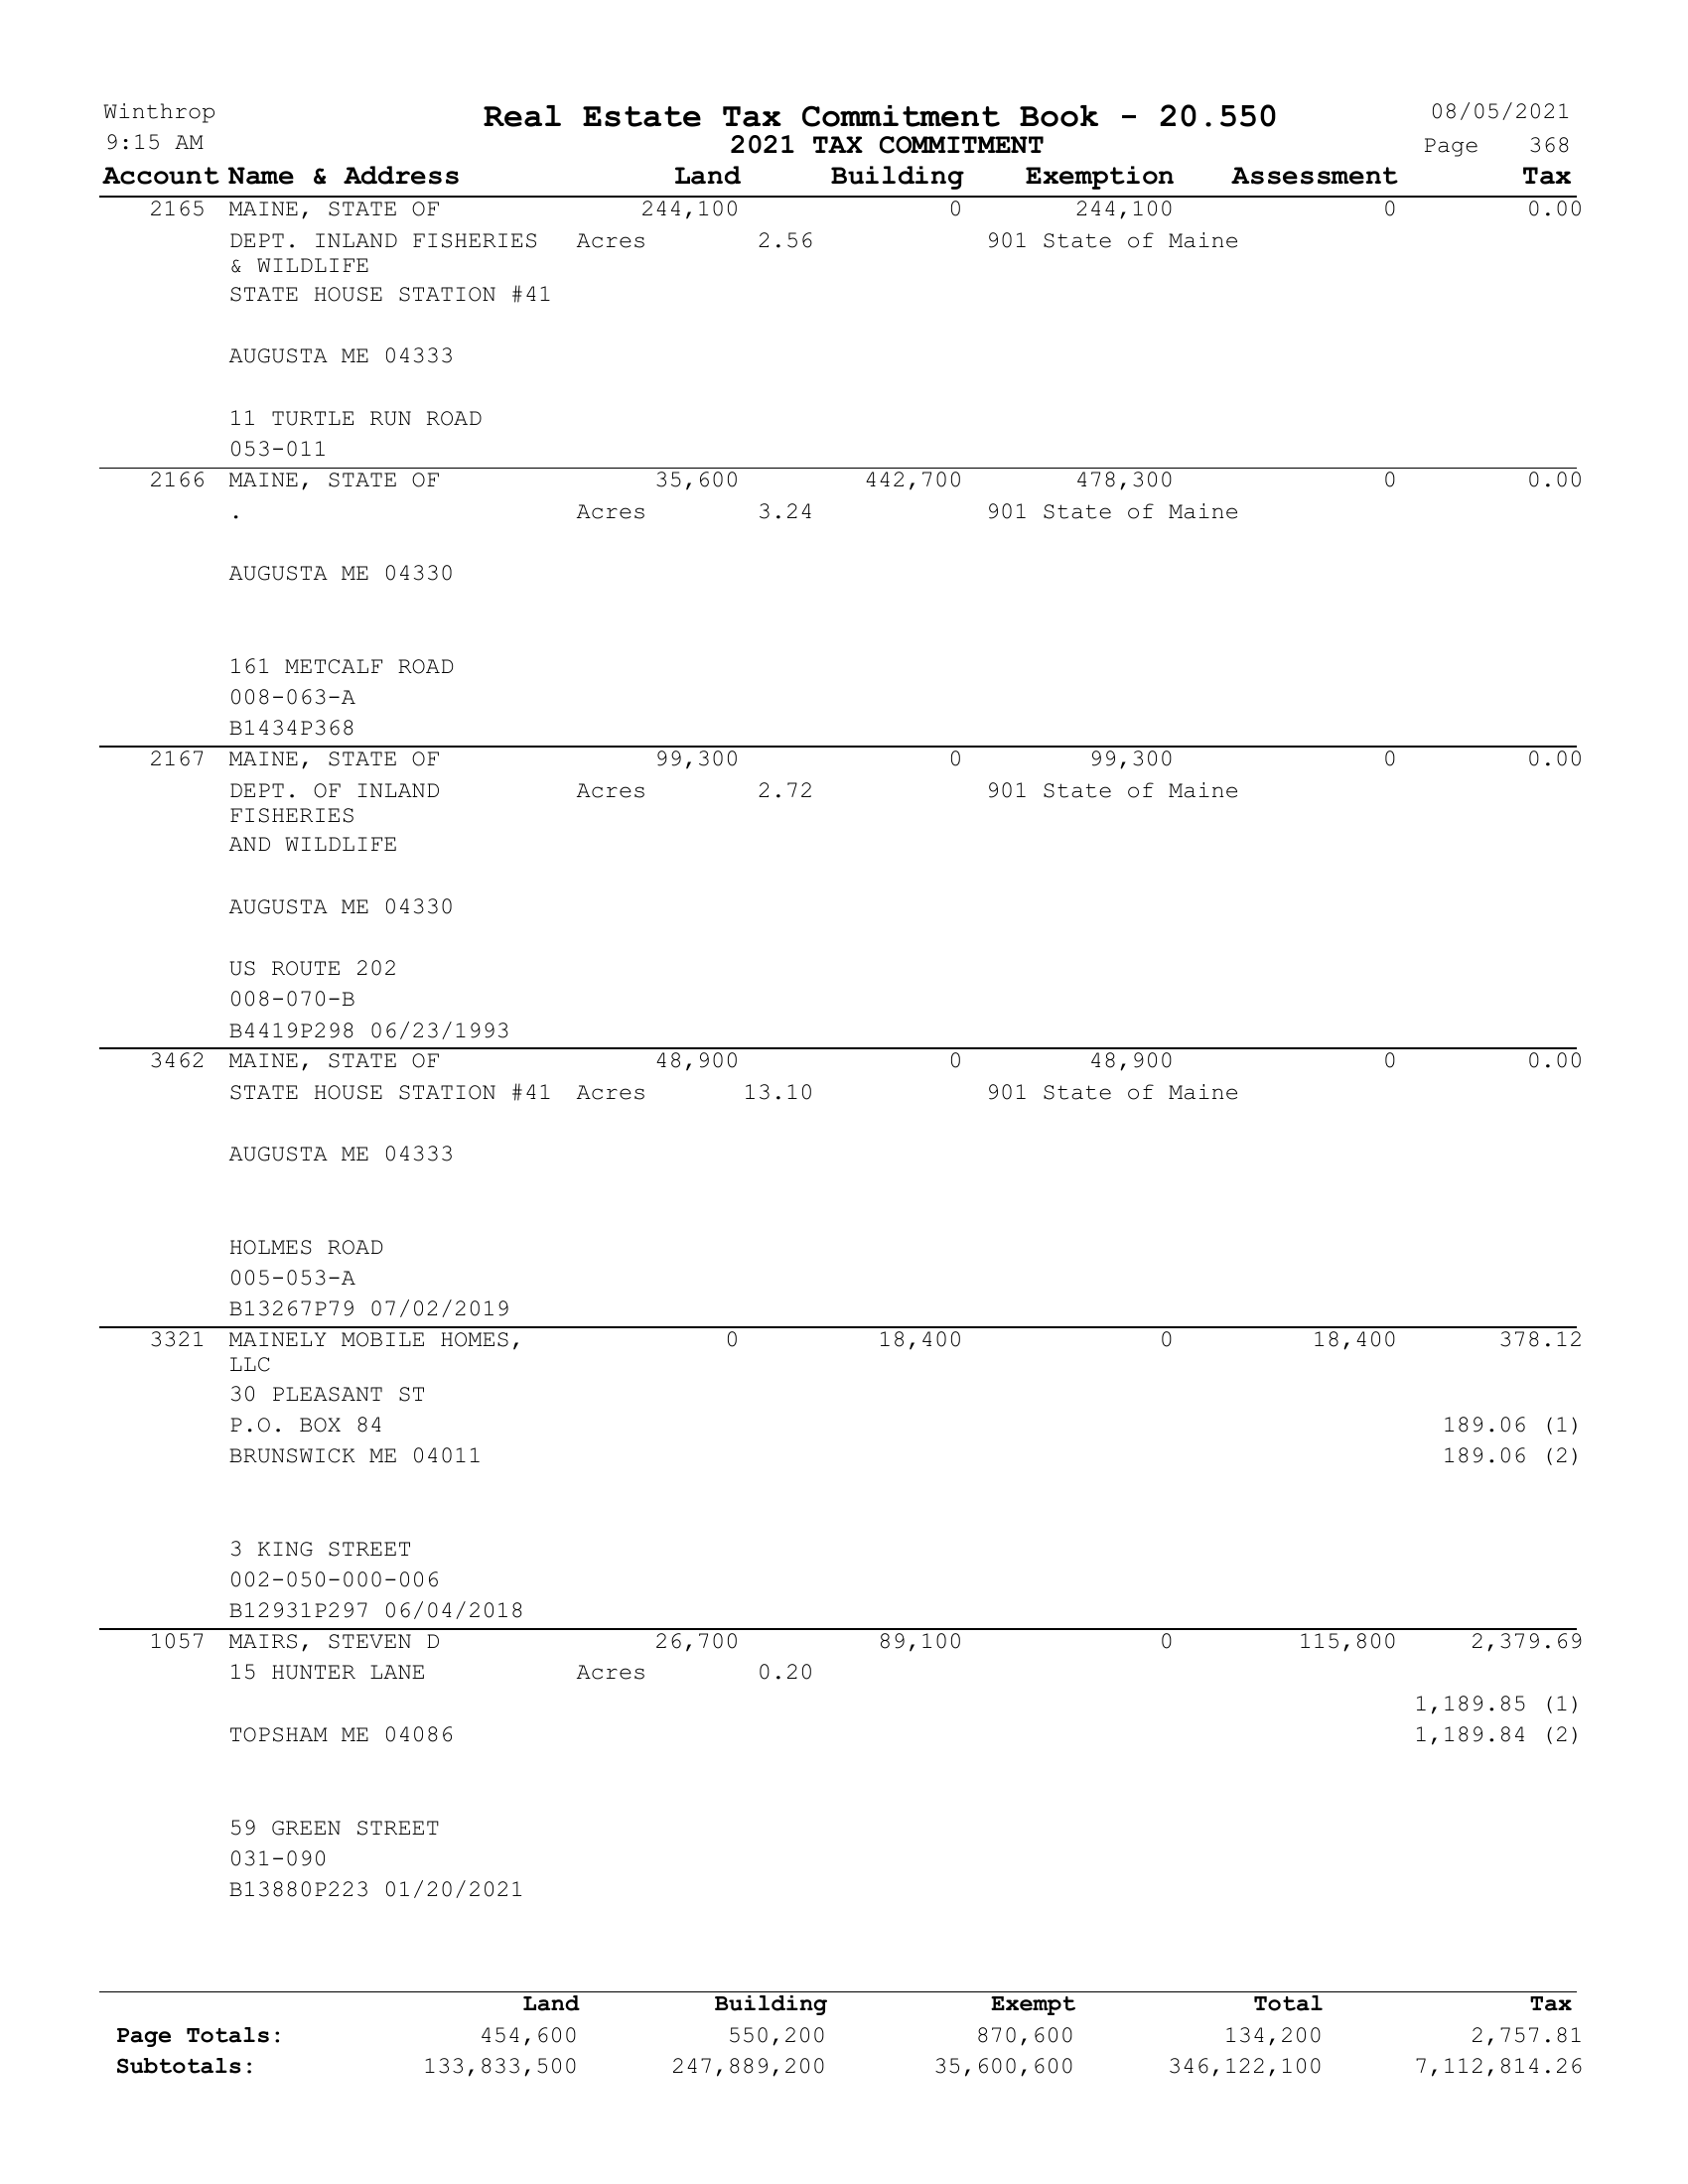 Winthrop Real Estate Tax Commitment Book - 20.550 08/05/2021
9:15 AM 2021 TAX COMMITMENT Page 368
Account Name & Address Land Building Exemption Assessment Tax
2165 MAINE, STATE OF 244,100 0 244,100 0 0.00
DEPT. INLAND FISHERIES Acres 2.56 901 State of Maine
& WILDLIFE
STATE HOUSE STATION #41
AUGUSTA ME 04333
11 TURTLE RUN ROAD
053-011
2166 MAINE, STATE OF 35,600 442,700 478,300 0 0.00
. Acres 3.24 901 State of Maine
AUGUSTA ME 04330
161 METCALF ROAD
008-063-A
B1434P368
2167 MAINE, STATE OF 99,300 0 99,300 0 0.00
DEPT. OF INLAND Acres 2.72 901 State of Maine
FISHERIES
AND WILDLIFE
AUGUSTA ME 04330
US ROUTE 202
008-070-B
B4419P298 06/23/1993
3462 MAINE, STATE OF 48,900 0 48,900 0 0.00
STATE HOUSE STATION #41 Acres 13.10 901 State of Maine
AUGUSTA ME 04333
HOLMES ROAD
005-053-A
B13267P79 07/02/2019
3321 MAINELY MOBILE HOMES, 0 18,400 0 18,400 378.12
LLC
30 PLEASANT ST
P.O. BOX 84 189.06 (1)
BRUNSWICK ME 04011 189.06 (2)
3 KING STREET
002-050-000-006
B12931P297 06/04/2018
1057 MAIRS, STEVEN D 26,700 89,100 0 115,800 2,379.69
15 HUNTER LANE Acres 0.20
1,189.85 (1)
TOPSHAM ME 04086 1,189.84 (2)
59 GREEN STREET
031-090
B13880P223 01/20/2021
Land Building Exempt Total Tax
Page Totals: 454,600 550,200 870,600 134,200 2,757.81
Subtotals: 133,833,500 247,889,200 35,600,600 346,122,100 7,112,814.26